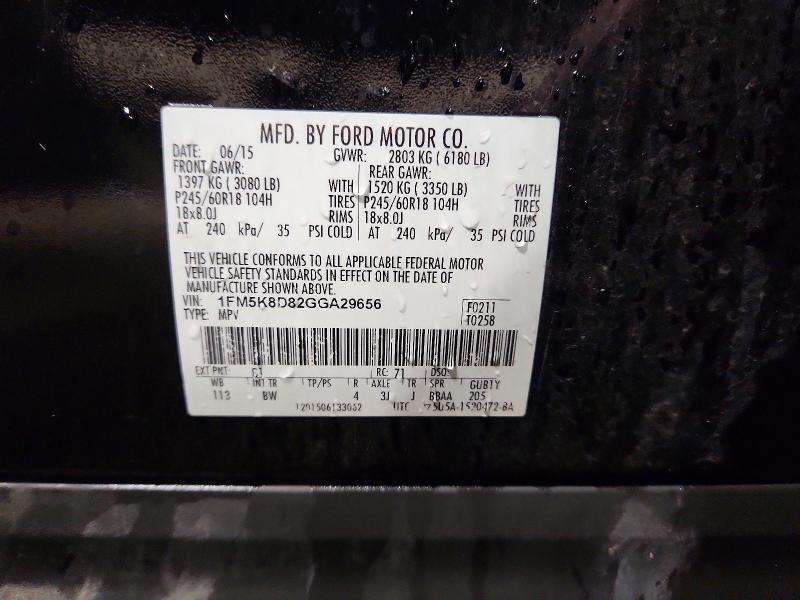 MFD. BY FORD MOTOR CO.
DATE: 06/15 GVWR: 2803 KG ( 6180 LB)
FRONT GAWR: REAR GAWR:
1397 KG ( 3080 LB) WITH 1520 KG ( 3350 LB) WITH
P245/60R18 104H TIRES P245/60R18 104H TIRES
18x8.0J RIMS 18x8.0J RIMS
AT 240 kPa/ 35 PSI COLD AT 240 kPa/ 35 PSI COLD
THIS VEHICLE CONFORMS TO ALL APPLICABLE FEDERAL MOTOR
VEHICLE SAFETY STANDARDS IN EFFECT ON THE DATE OF
MANUFACTURE SHOWN ABOVE.
VIN: 1FM5K8D82GGA29656 F0211
TYPE: MPV T0258
EXT PNT: RC: 71 DSO:
WB INT TR TP/PS R AXLE TR SPR GUBTY
113 BW 4 3J J BBAA 205
UTC